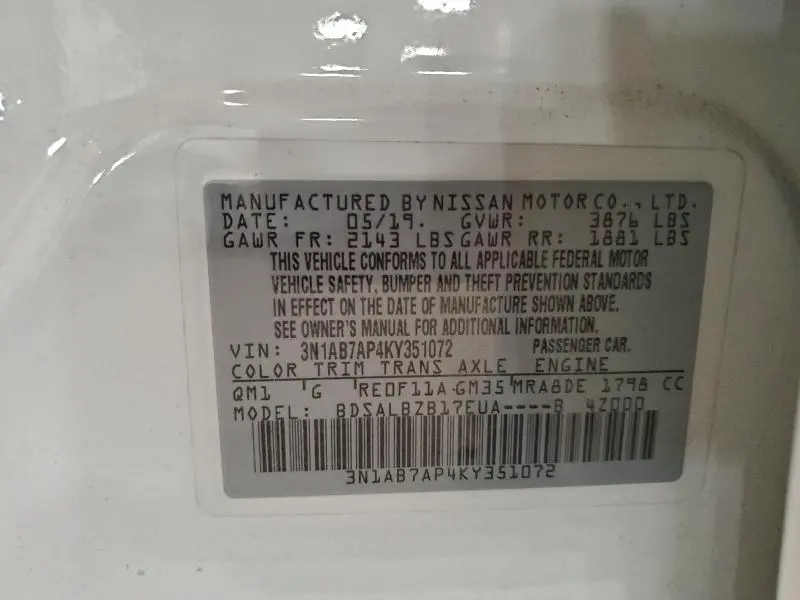 MANUFACTURED BY NISSAN MOTOR CO., LTD.
DATE: 05/19. GVWR: 3876 LBS
GAWR FR: 2143 LBS GAWR RR: 1881 LBS
THIS VEHICLE CONFORMS TO ALL APPLICABLE FEDERAL MOTOR
VEHICLE SAFETY, BUMPER AND THEFT PREVENTION STANDARDS
IN EFFECT ON THE DATE OF MANUFACTURE SHOWN ABOVE.
SEE OWNER'S MANUAL FOR ADDITIONAL INFORMATION.
VIN: 3N1AB7AP4KY351072 PASSENGER CAR.
COLOR TRIM TRANS AXLE ENGINE
QM1 G RE0F11A GM35 MRA8DE 1798 CC
MODEL: BDSALBZB17EUA----B 4Z000
3N1AB7AP4KY351072